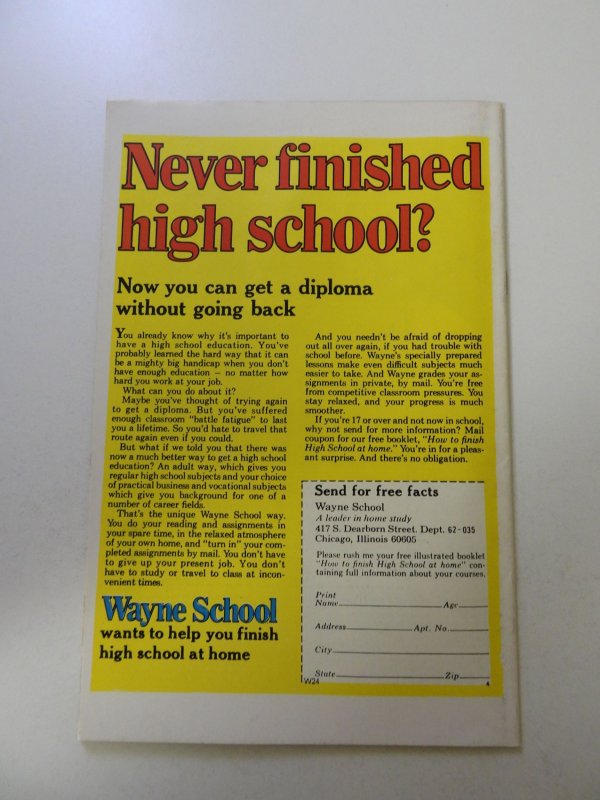 Never finished
high school?
Now you can get a diploma
without going back
You already know why it's important to
have a high school education. You've
probably learned the hard way that it can
be a mighty big handicap when you don't
have enough education – no matter how
hard you work at your job.
What can you do about it?
Maybe you've thought of trying again
to get a diploma. But you've suffered
enough classroom "battle fatigue" to last
you a lifetime. So you'd hate to travel that
route again even if you could.
But what if we told you that there was
now a much better way to get a high school
education? An adult way, which gives you
regular high school subjects and your choice
of practical business and vocational subjects
which give you background for one of a
number of career fields.
That's the unique Wayne School way.
You do your reading and assignments in
your spare time, in the relaxed atmosphere
of your own home, and "turn in" your com-
pleted assignments by mail. You don't have
to give up your present job. You don't
have to study or travel to class at incon-
venient times.
Wayne School
wants to help you finish
high school at home
And you needn't be afraid of dropping
out all over again, if you had trouble with
school before. Wayne's specially prepared
lessons make even difficult subjects much
easier to take. And Wayne grades your as-
signments in private, by mail. You're free
from competitive classroom pressures. You
stay relaxed, and your progress is much
smoother.
If you're 17 or over and not now in school,
why not send for more information? Mail
coupon for our free booklet, "How to finish
High School at home." You're in for a pleas-
ant surprise. And there's no obligation.
Send for free facts
Wayne School
A leader in home study
417 S. Dearborn Street. Dept. 62-035
Chicago, Illinois 60605
Please rush me your free illustrated booklet
"How to finish High School at home" con-
taining full information about your courses.
Print
Name Age
Address Apt. No.
City
State Zip
W24 4